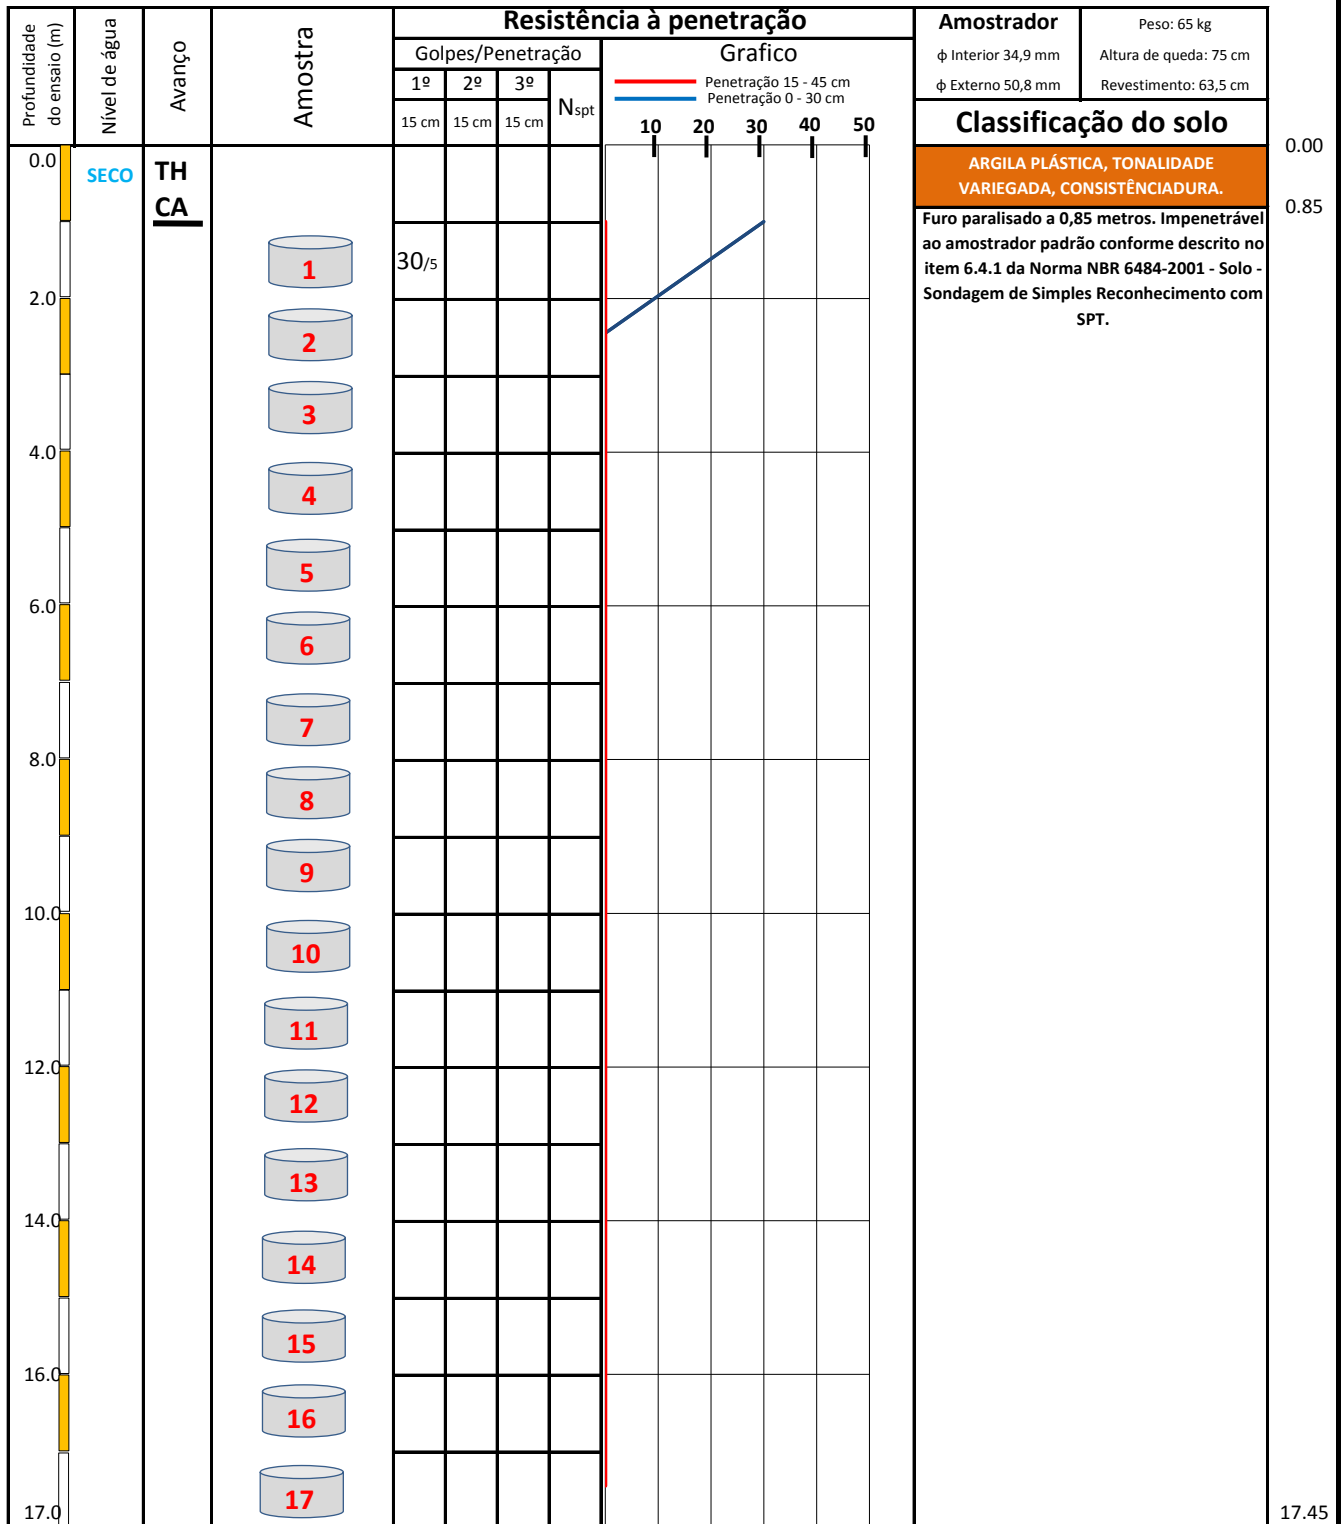 Profundidade do ensaio (m)
Nível de água
Avanço
Amostra
Resistência à penetração
Golpes/Penetração
1º 2º 3º
15 cm 15 cm 15 cm
Nspt
Grafico
Penetração 15 - 45 cm
Penetração 0 - 30 cm
10 20 30 40 50
Amostrador
ϕ Interior 34,9 mm
ϕ Externo 50,8 mm
Peso: 65 kg
Altura de queda: 75 cm
Revestimento: 63,5 cm
Classificação do solo
0.0
SECO
TH
CA
ARGILA PLÁSTICA, TONALIDADE
VARIEGADA, CONSISTÊNCIADURA.
0.00
0.85
Furo paralisado a 0,85 metros. Impenetrável
ao amostrador padrão conforme descrito no
item 6.4.1 da Norma NBR 6484-2001 - Solo -
Sondagem de Simples Reconhecimento com
SPT.
1
30/5
2.0
2
3
4.0
4
5
6.0
6
7
8.0
8
9
10.0
10
11
12.0
12
13
14.0
14
15
16.0
16
17
17.0
17.45